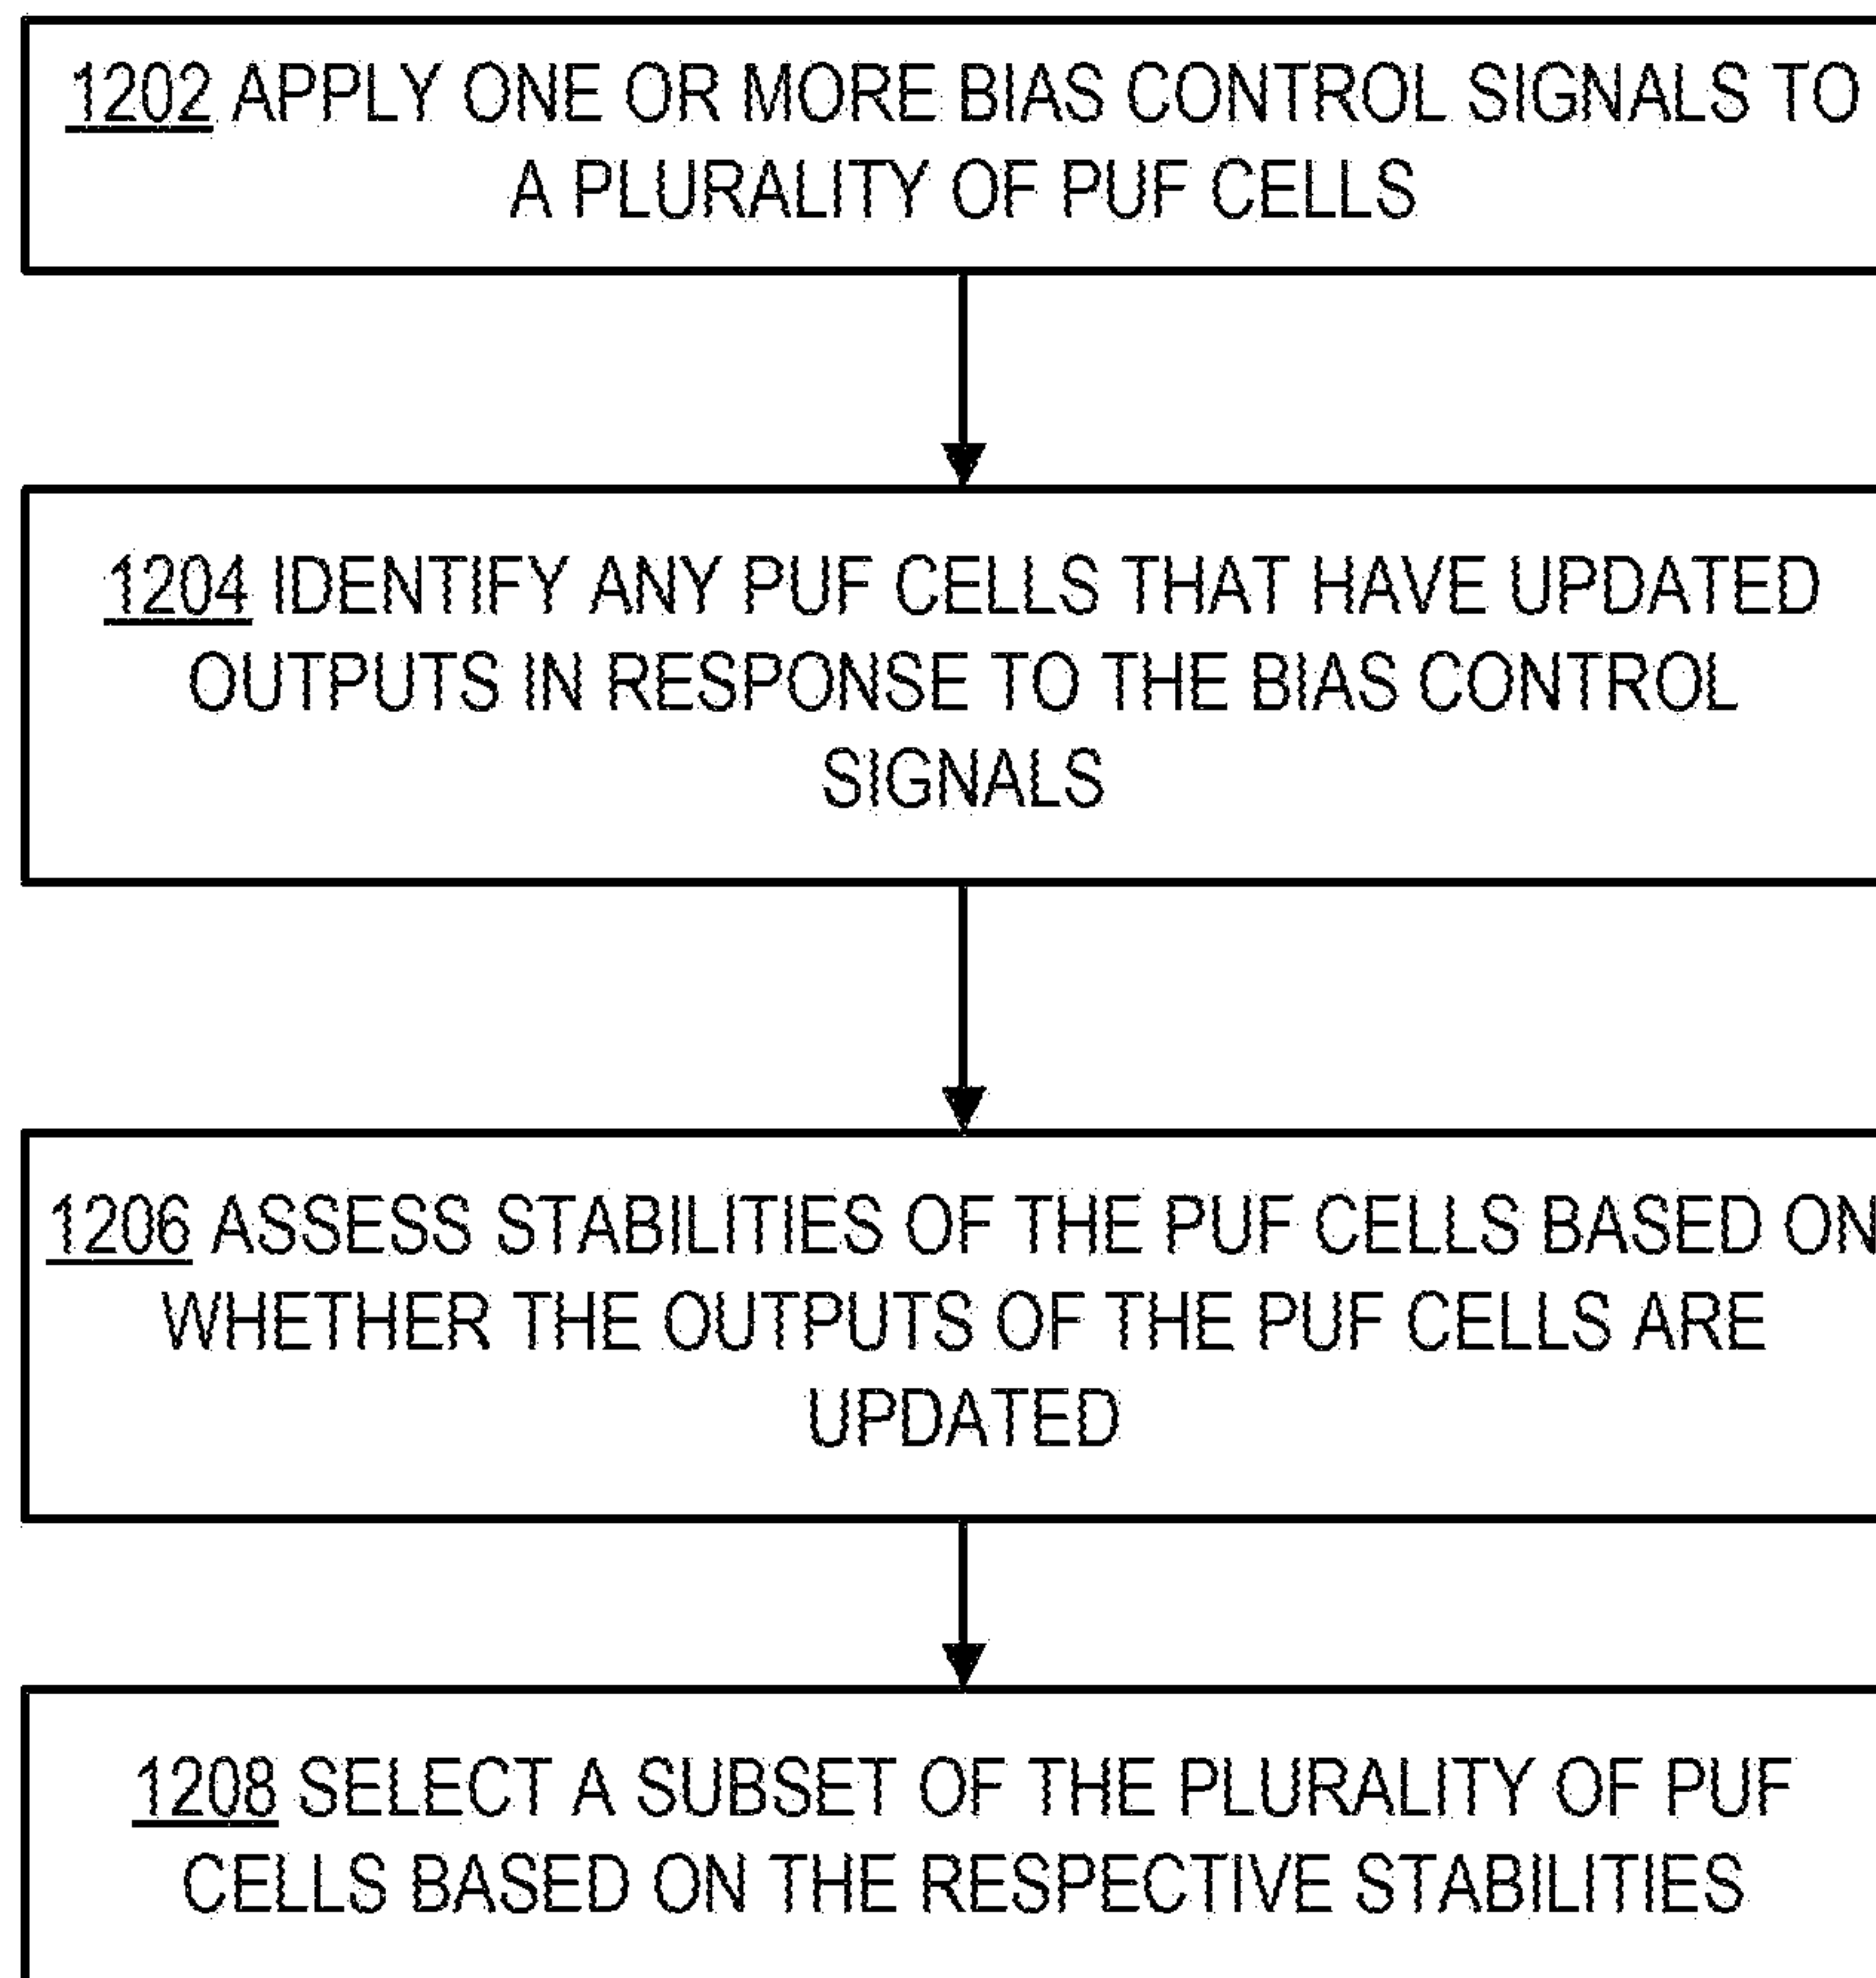 1202 APPLY ONE OR MORE BIAS CONTROL SIGNALS TO
A PLURALITY OF PUF CELLS
1204 IDENTIFY ANY PUF CELLS THAT HAVE UPDATED
OUTPUTS IN RESPONSE TO THE BIAS CONTROL
SIGNALS
1206 ASSESS STABILITIES OF THE PUF CELLS BASED ON
WHETHER THE OUTPUTS OF THE PUF CELLS ARE
UPDATED
1208 SELECT A SUBSET OF THE PLURALITY OF PUF
CELLS BASED ON THE RESPECTIVE STABILITIES